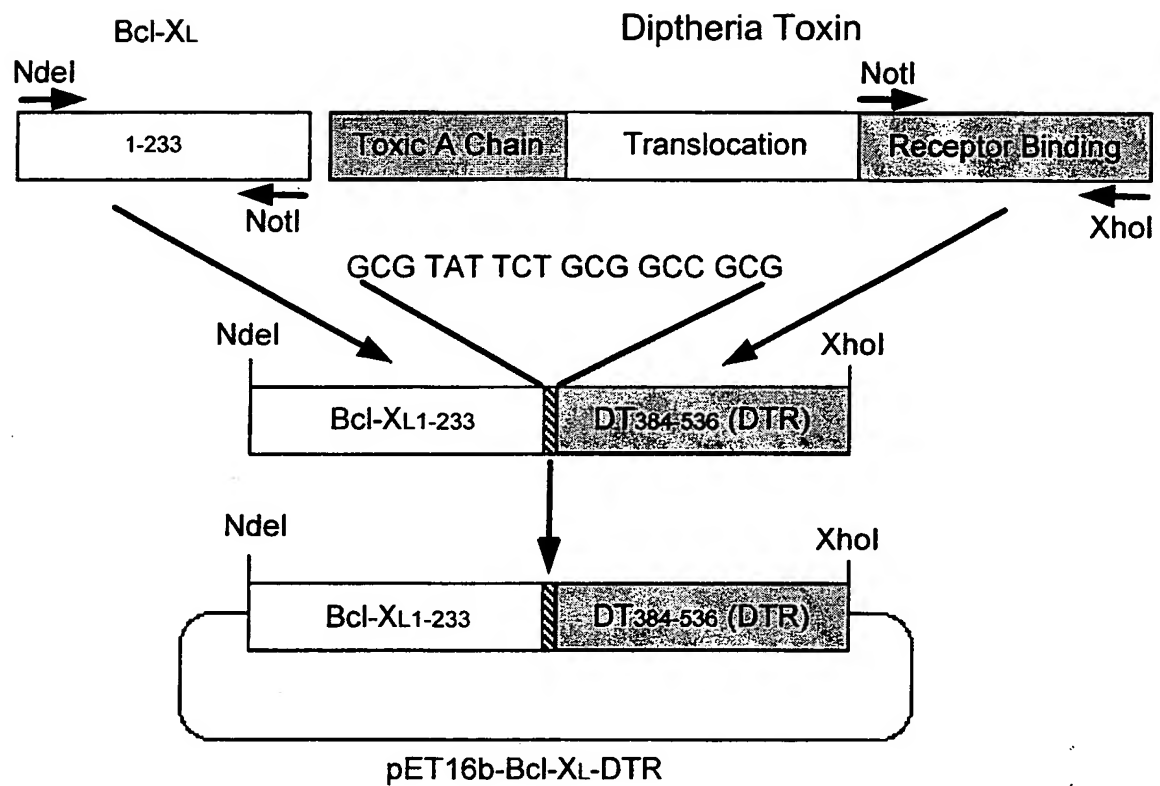 Bcl-XL
Diptheria Toxin
NdeI
NotI
1-233
Toxic A Chain
Translocation
Receptor Binding
NotI
XhoI
GCG TAT TCT GCG GCC GCG
NdeI
XhoI
Bcl-XL1-233
DT384-536 (DTR)
NdeI
XhoI
Bcl-XL1-233
DT384-536 (DTR)
pET16b-Bcl-XL-DTR